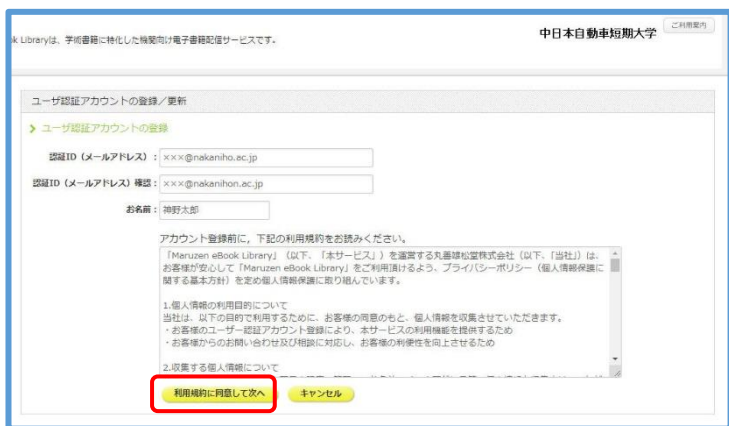 ご利用案内
中日本自動車短期大学
k Libraryは、学術書籍に特化した機関向け電子書籍配信サービスです。
ユーザ認証アカウントの登録／更新
ユーザ認証アカウントの登録
認証ID（メールアドレス）： ×××@nakaniho.ac.jp
認証ID（メールアドレス）確認： ×××@nakanihon.ac.jp
お名前： 神野太郎
アカウント登録前に，下記の利用規約をお読みください。
「Maruzen eBook Library」（以下、「本サービス」）を運営する丸善雄松堂株式会社（以下、「当社」）は、
お客様が安心して「Maruzen eBook Library」をご利用頂けるよう、プライバシーポリシー（個人情報保護に
関する基本方針）を定め個人情報保護に取り組んでいます。
1.個人情報の利用目的について
当社は、以下の目的で利用するために、お客様の同意のもと、個人情報を収集させていただきます。
・お客様のユーザー認証アカウント登録により、本サービスの利用機能を提供するため
・お客様からのお問い合わせ及び相談に対応し、お客様の利便性を向上させるため
2.収集する個人情報について
利用規約に同意して次へ
キャンセル